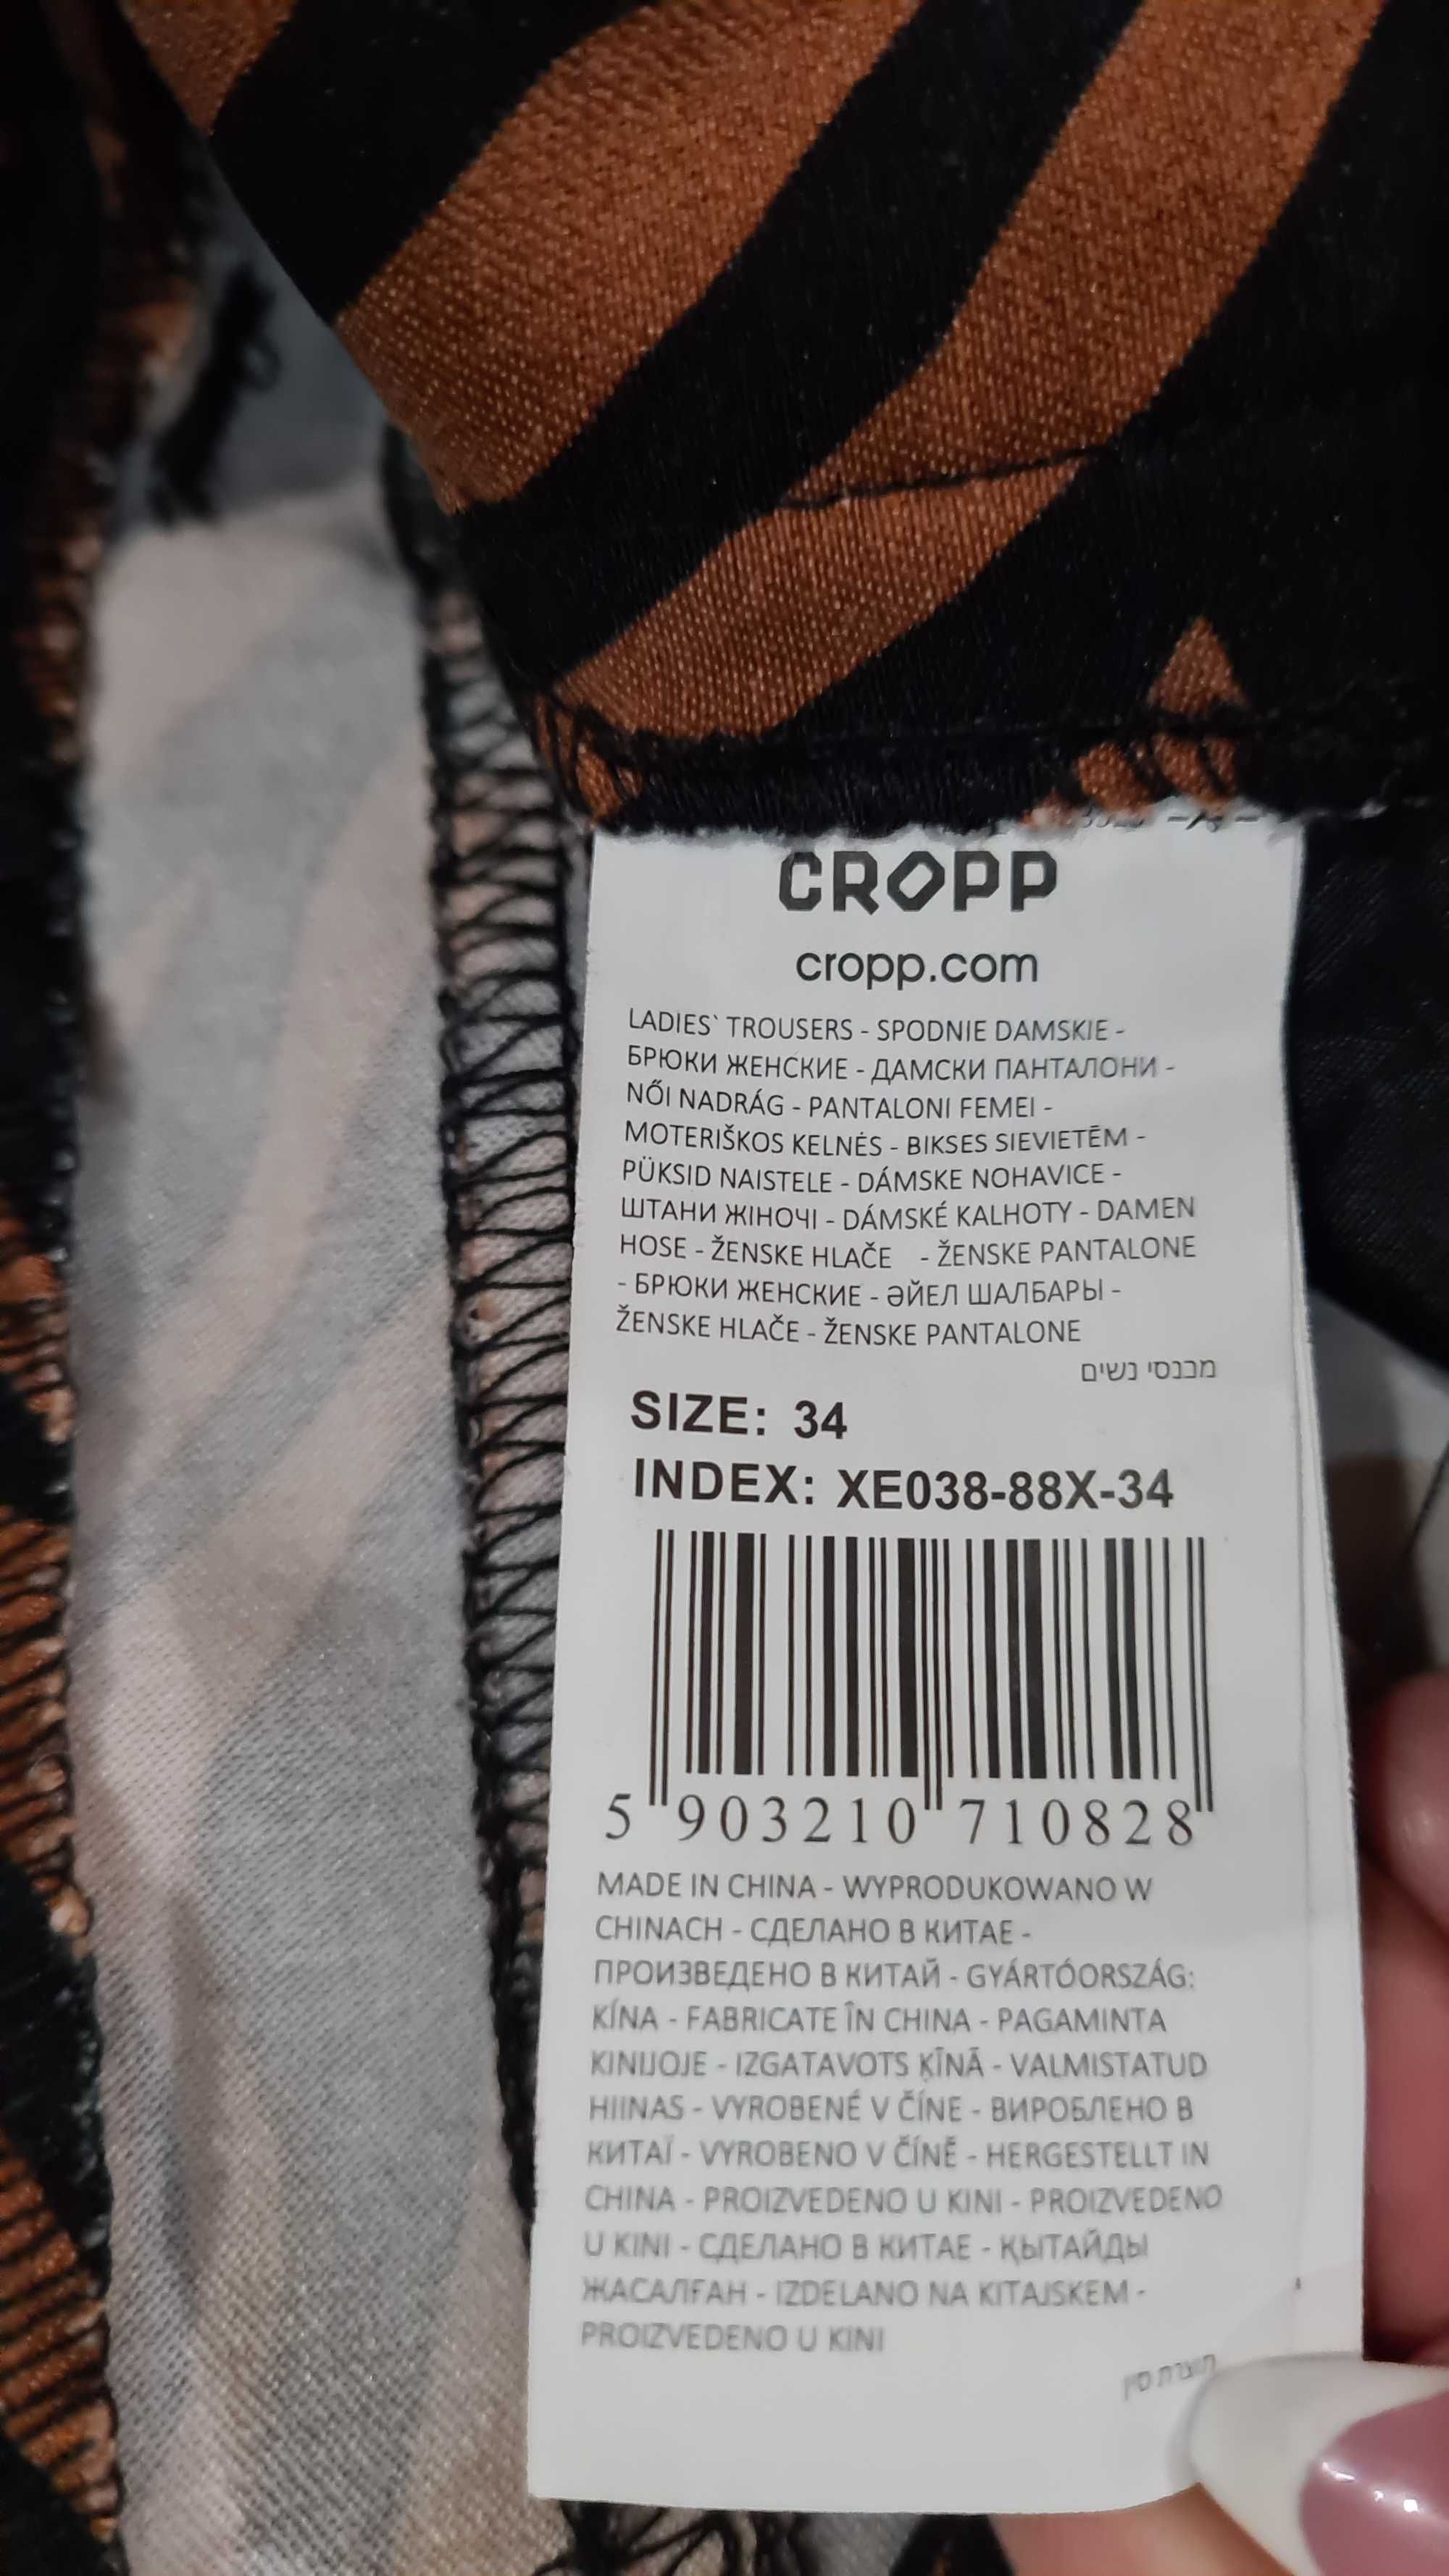 CROPP
cropp.com
LADIES` TROUSERS - SPODNIE DAMSKIE -
БРЮКИ ЖЕНСКИЕ - ДАМСКИ ПАНТАЛОНИ -
NŐI NADRÁG - PANTALONI FEMEI -
MOTERIŠKOS KELNĖS - BIKSES SIEVIETĒM -
PÜKSID NAISTELE - DÁMSKE NOHAVICE -
ШТАНИ ЖІНОЧІ - DÁMSKÉ KALHOTY - DAMEN
HOSE - ŽENSKE HLAČE - ŽENSKE PANTALONE
- БРЮКИ ЖЕНСКИЕ - ӘЙЕЛ ШАЛБАРЫ -
ŽENSKE HLAČE - ŽENSKE PANTALONE
מכנסי נשים
SIZE: 34
INDEX: XE038-88X-34
5 903210 710828
MADE IN CHINA - WYPRODUKOWANO W
CHINACH - СДЕЛАНО В КИТАЕ -
ПРОИЗВЕДЕНО В КИТАЙ - GYÁRTÓORSZÁG:
KÍNA - FABRICATE ÎN CHINA - PAGAMINTA
KINIJOJE - IZGATAVOTS ĶĪNĀ - VALMISTATUD
HIINAS - VYROBENÉ V ČÍNE - ВИРОБЛЕНО В
КИТАЇ - VYROBENO V ČÍNĚ - HERGESTELLT IN
CHINA - PROIZVEDENO U KINI - PROIZVEDENO
U KINI - СДЕЛАНО В КИТАЕ - ҚЫТАЙДЫ
ЖАСАЛҒАН - IZDELANO NA KITAJSKEM -
PROIZVEDENO U KINI
תוצרת סין